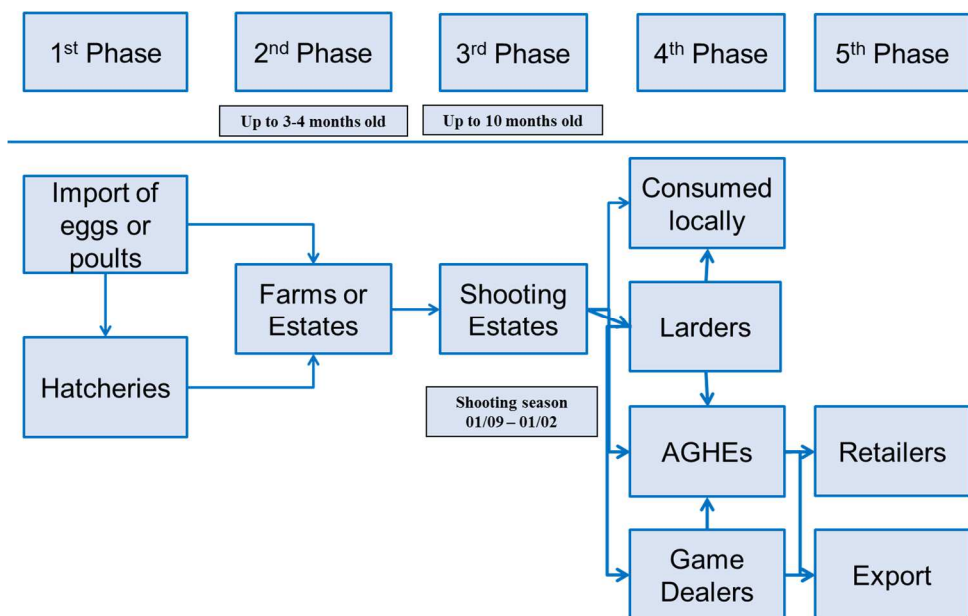 1st Phase
2nd Phase
3rd Phase
4th Phase
5th Phase
Up to 3-4 months old
Up to 10 months old
Import of
eggs or
poults
Hatcheries
Farms or
Estates
Shooting
Estates
Shooting season
01/09 – 01/02
Consumed
locally
Larders
AGHEs
Game
Dealers
Retailers
Export